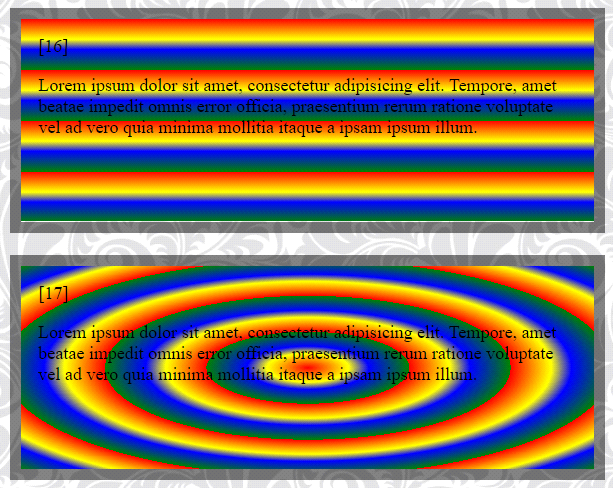 [16]
Lorem ipsum dolor sit amet, consectetur adipisicing elit. Tempore, amet
beatae impedit omnis error officia, praesentium rerum ratione voluptate
vel ad vero quia minima mollitia itaque a ipsam ipsum illum.
[17]
Lorem ipsum dolor sit amet, consectetur adipisicing elit. Tempore, amet
beatae impedit omnis error officia, praesentium rerum ratione voluptate
vel ad vero quia minima mollitia itaque a ipsam ipsum illum.